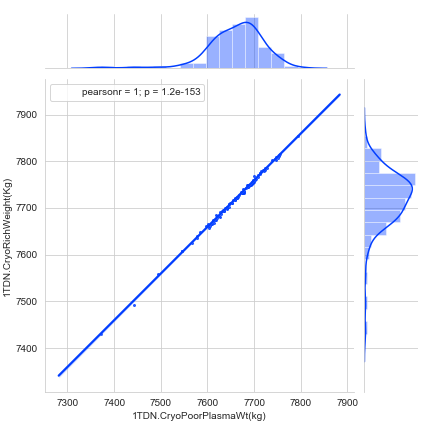 pearsonr = 1; p = 1.2e-153
7900
7800
7700
7600
7500
7400
1TDN.CryoRichWeight(Kg)
7300 7400 7500 7600 7700 7800 7900
1TDN.CryoPoorPlasmaWt(kg)